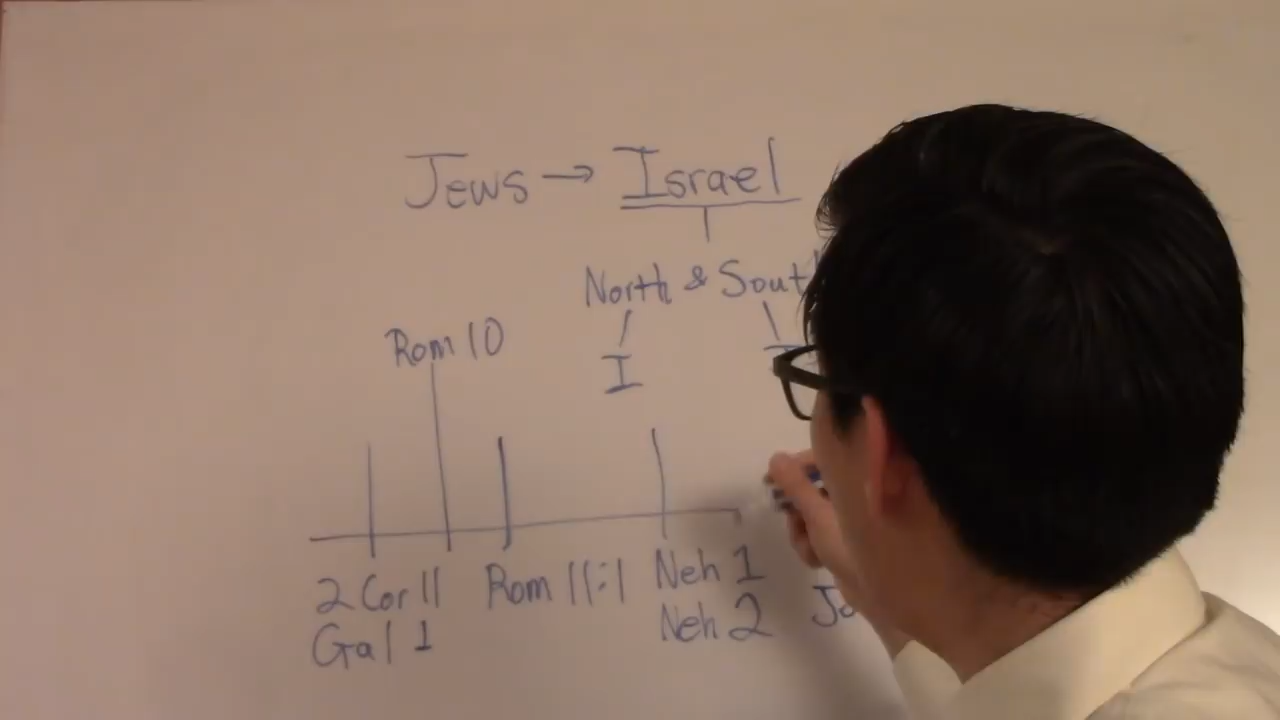 Jews → Israel
North & South
Rom 10
I
2 Cor 11 Rom 11:1 Neh 1
Gal 1 Neh 2